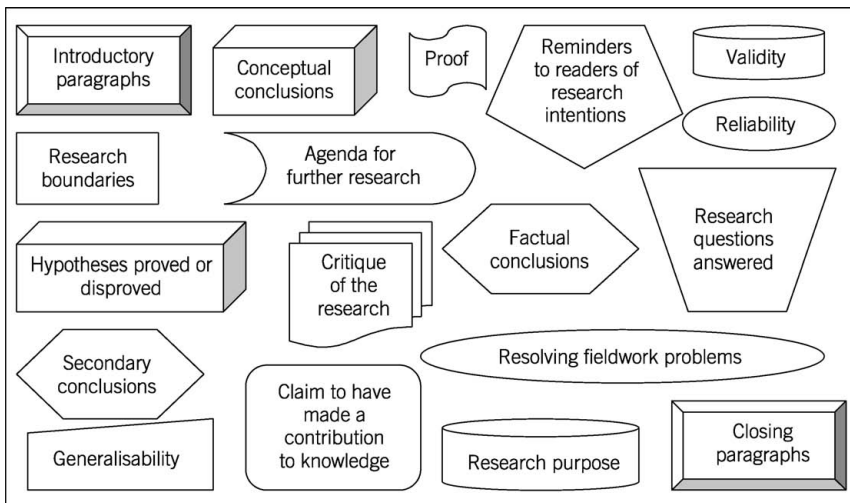 Introductory
paragraphs
Conceptual
conclusions
Proof
Reminders
to readers of
research
intentions
Validity
Reliability
Research
boundaries
Agenda for
further research
Hypotheses proved or
disproved
Critique
of the
research
Factual
conclusions
Research
questions
answered
Secondary
conclusions
Resolving fieldwork problems
Generalisability
Claim to have
made a
contribution
to knowledge
Research purpose
Closing
paragraphs